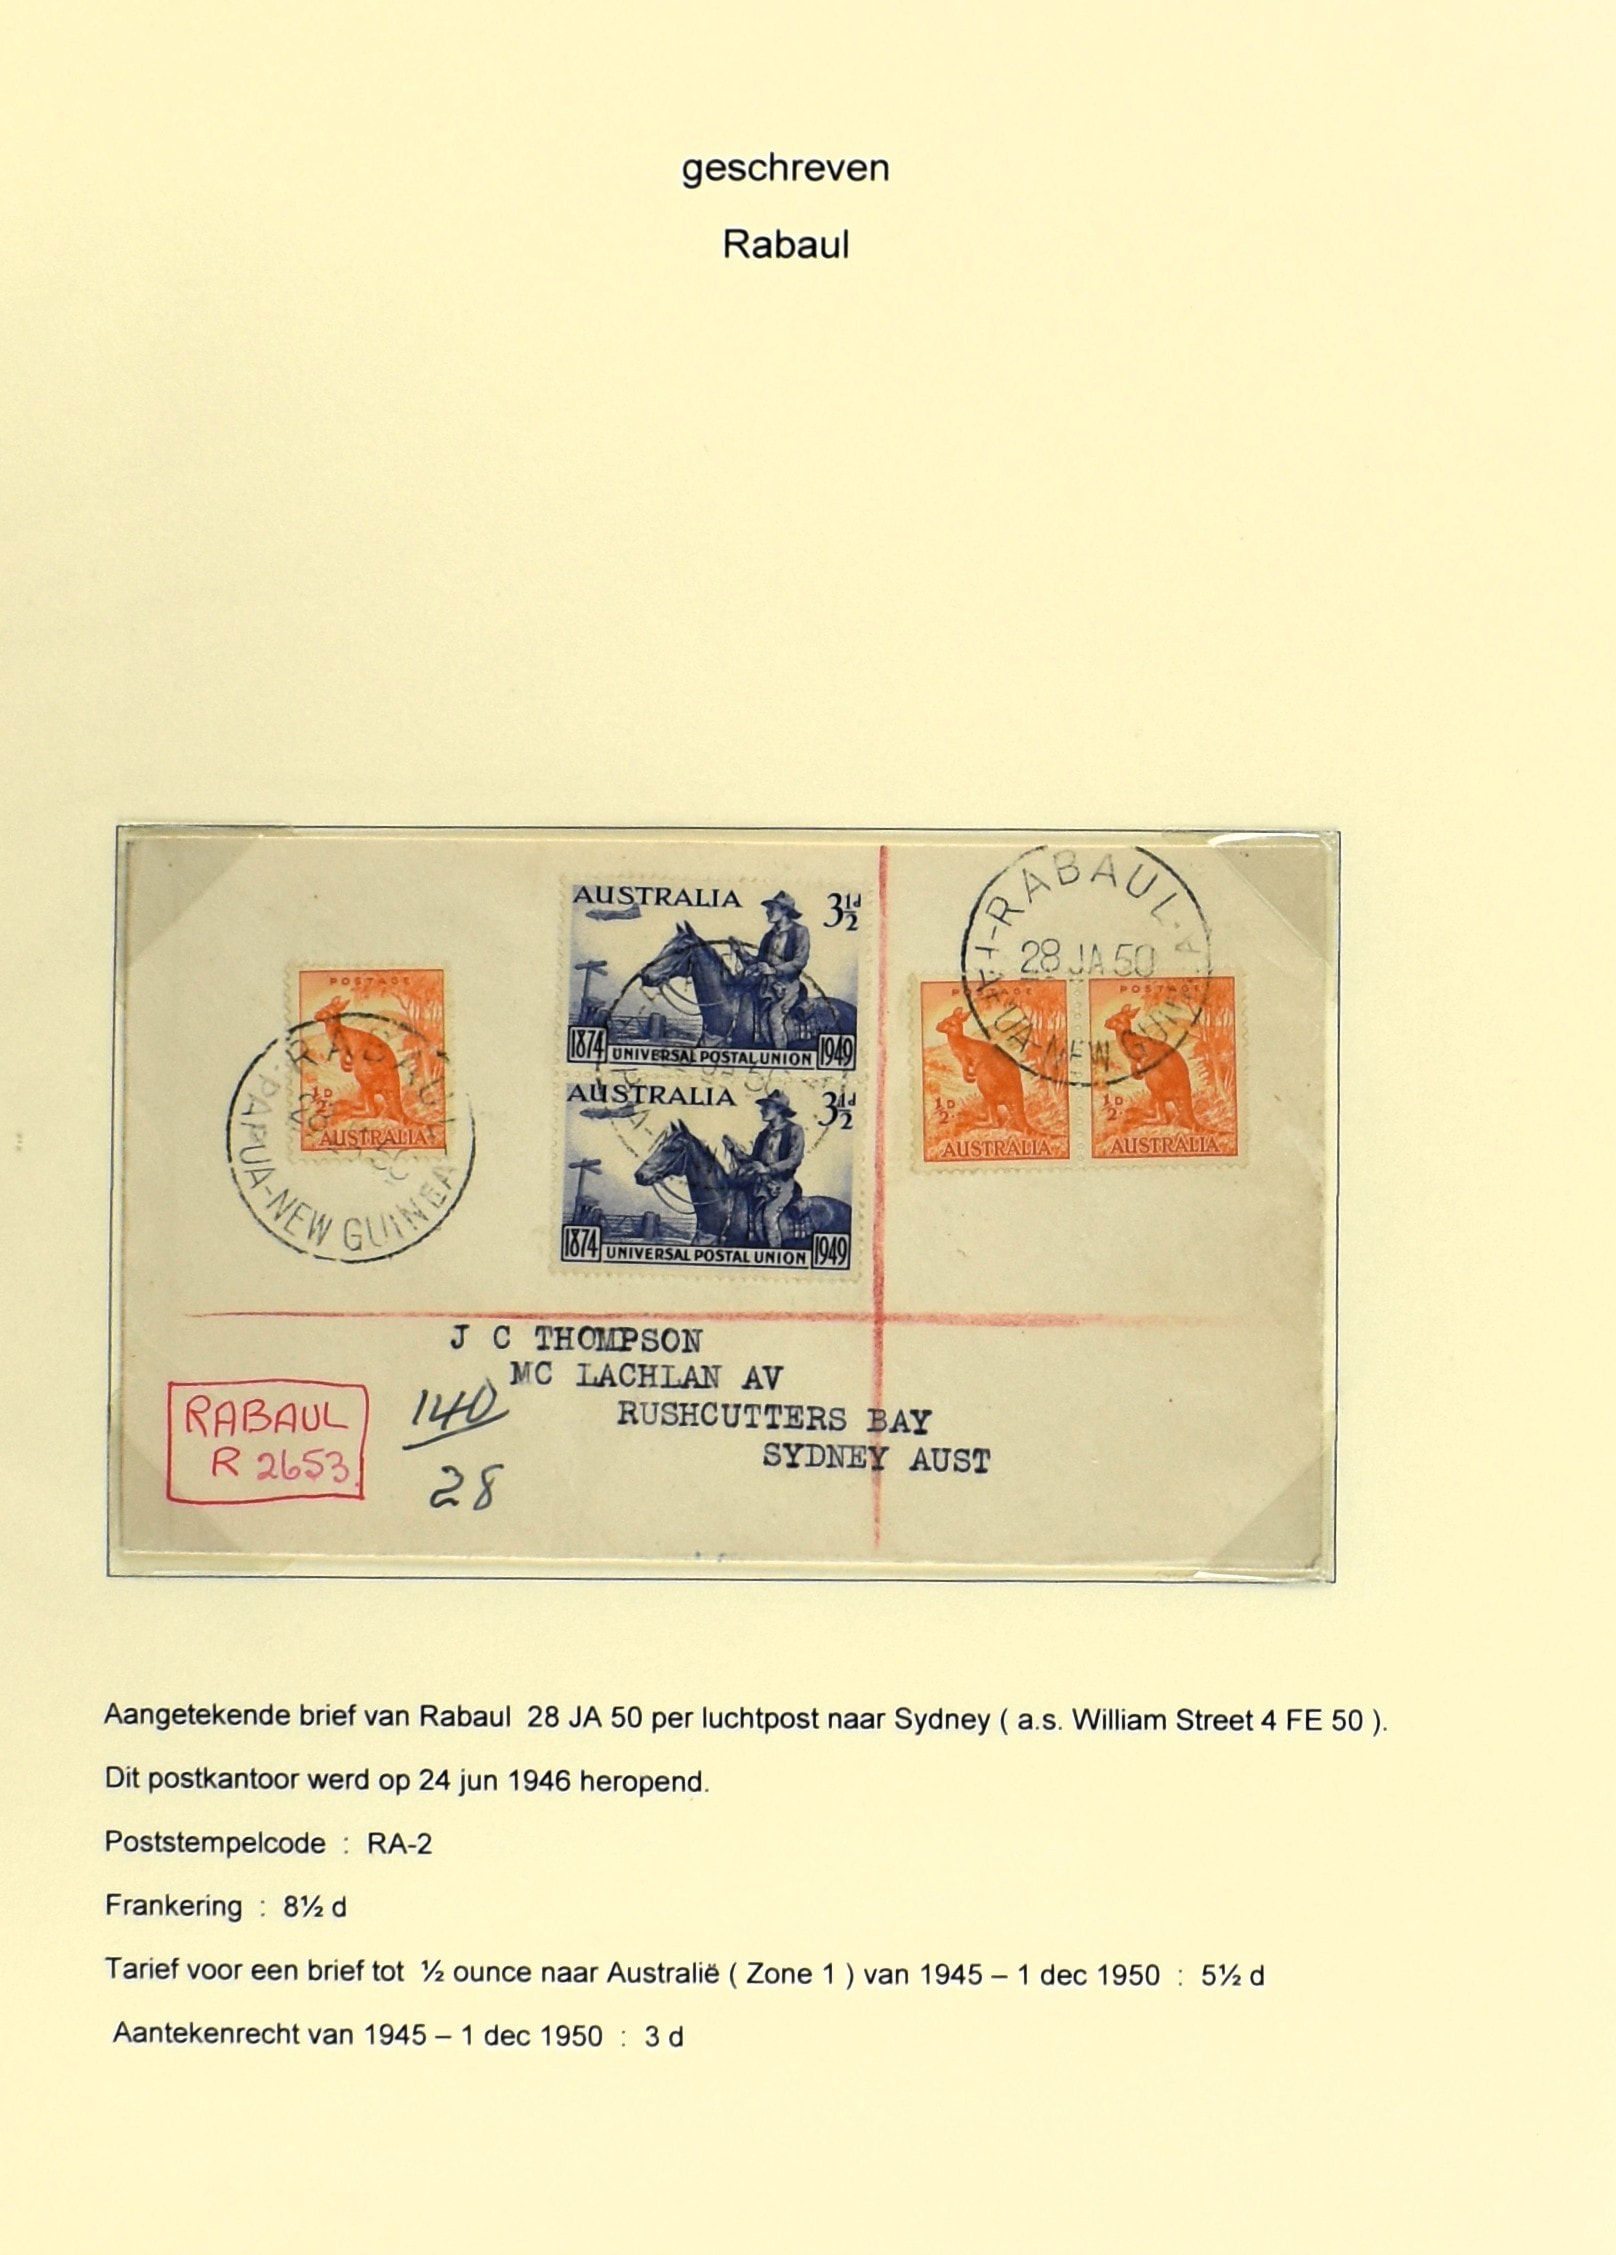 geschreven
Rabaul
AUSTRALIA 3½d
1874 UNIVERSAL POSTAL UNION 1949
AUSTRALIA 3½d
1874 UNIVERSAL POSTAL UNION 1949
POSTAGE
½D
AUSTRALIA
RABAUL
PAPUA-NEW GUINEA
RABAUL
28 JA 50
PAPUA-NEW GUINEA
POSTAGE
½D
AUSTRALIA
POSTAGE
½D
AUSTRALIA
J C THOMPSON
MC LACHLAN AV
RUSHCUTTERS BAY
SYDNEY AUST
RABAUL
R 2653
140
28
Aangetekende brief van Rabaul 28 JA 50 per luchtpost naar Sydney ( a.s. William Street 4 FE 50 ).
Dit postkantoor werd op 24 jun 1946 heropend.
Poststempelcode : RA-2
Frankering : 8½ d
Tarief voor een brief tot ½ ounce naar Australië ( Zone 1 ) van 1945 – 1 dec 1950 : 5½ d
Aantekenrecht van 1945 – 1 dec 1950 : 3 d